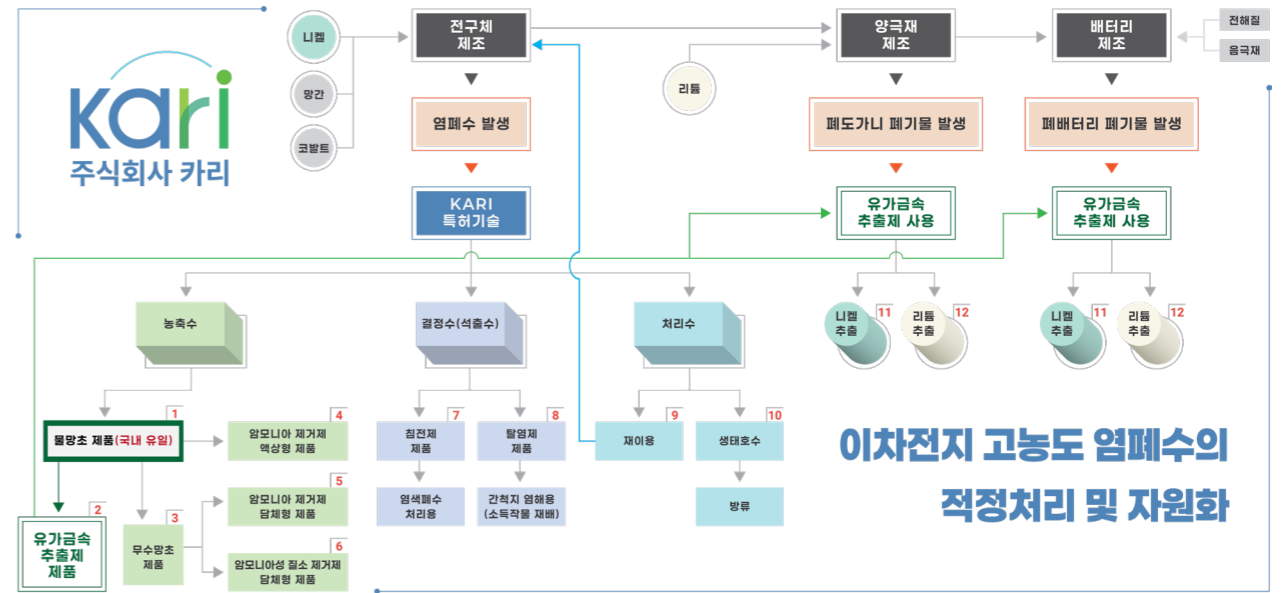 kari
주식회사 카리
니켈
망간
코발트
전구체
제조
리튬
양극재
제조
배터리
제조
전해질
음극재
염폐수 발생
폐도가니 폐기물 발생
폐배터리 폐기물 발생
KARI
특허기술
유가금속
추출제 사용
유가금속
추출제 사용
농축수
결정수(석출수)
처리수
니켈
추출
11
리튬
추출
12
니켈
추출
11
리튬
추출
12
물망초 제품(국내 유일)
1
암모니아 제거제
액상형 제품
4
침전제
제품
7
탈염제
제품
8
재이용
9
생태호수
10
유가금속
추출제
제품
2
무수망초
제품
3
암모니아 제거제
담체형 제품
5
암모니아성 질소 제거제
담체형 제품
6
염색폐수
처리용
간척지 염해용
(소득작물 재배)
방류
이차전지 고농도 염폐수의
적정처리 및 자원화